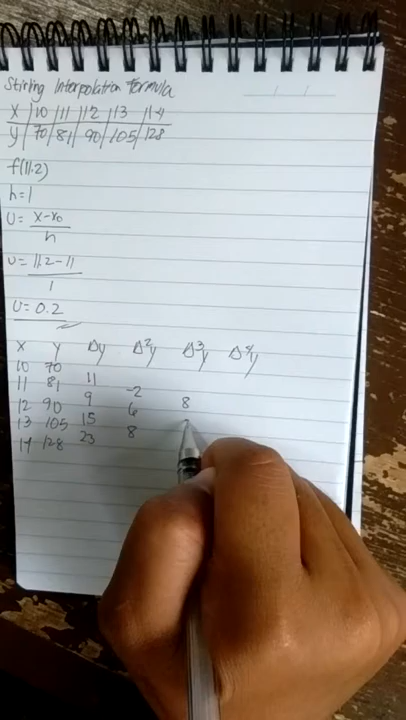 Stirling Interpolation Formula
X | 10 | 11 | 12 | 13 | 14
Y | 70 | 81 | 90 | 105 | 128
f(11.2)
h = 1
U = x-x₀ / h
U = 11.2 - 11 / 1
U = 0.2
X Y Δy Δ²y Δ³y Δ⁴y
10 70
11
11 81 -2
9 8
12 90 6
15
13 105 8
23
14 128